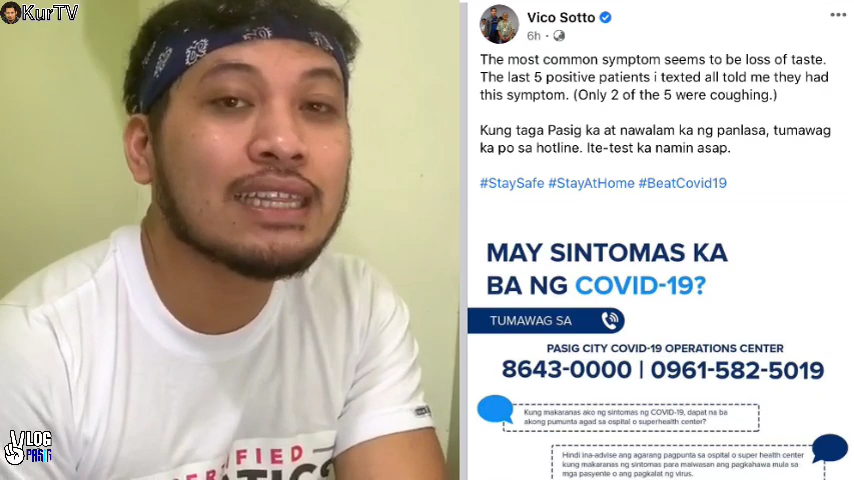 KurTV
VLOG
PASIG
Vico Sotto
6h ·
The most common symptom seems to be loss of taste.
The last 5 positive patients i texted all told me they had
this symptom. (Only 2 of the 5 were coughing.)
Kung taga Pasig ka at nawalam ka ng panlasa, tumawag
ka po sa hotline. Ite-test ka namin asap.
#StaySafe #StayAtHome #BeatCovid19
MAY SINTOMAS KA
BA NG COVID-19?
TUMAWAG SA
PASIG CITY COVID-19 OPERATIONS CENTER
8643-0000 | 0961-582-5019
Kung makaranas ako ng sintomas ng COVID-19, dapat na ba
akong pumunta agad sa ospital o superhealth center?
Hindi ina-advise ang agarang pagpunta sa ospital o super health center
kung makaranas ng sintomas para maiwasan ang pagkahawa mula sa
mga pasyente o ang pagkalat ng virus.